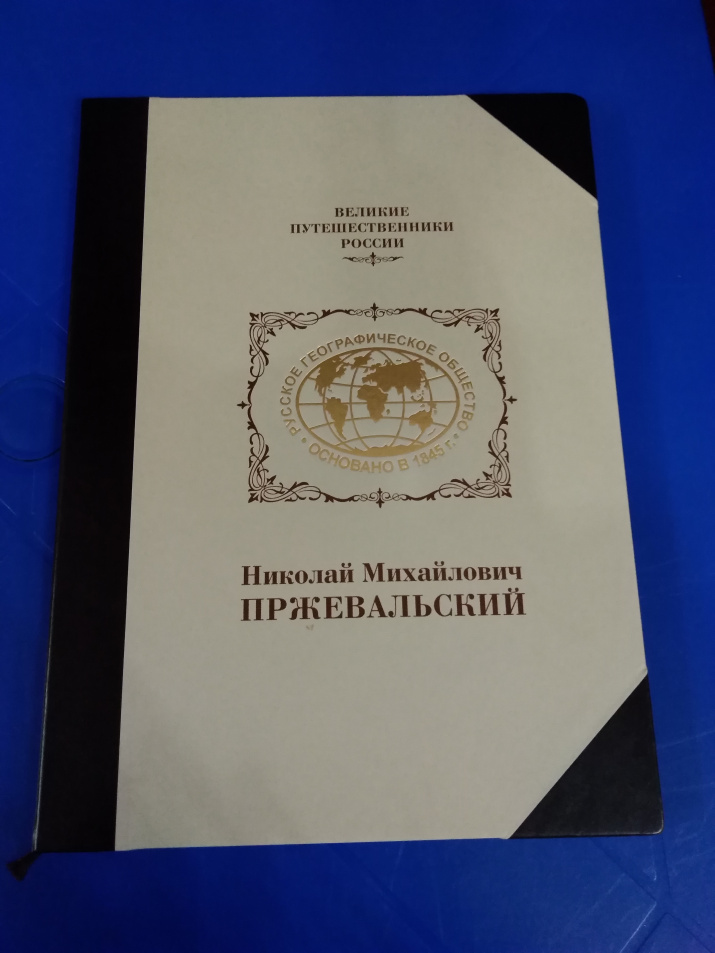 ВЕЛИКИЕ
ПУТЕШЕСТВЕННИКИ
РОССИИ
РУССКОЕ ГЕОГРАФИЧЕСКОЕ ОБЩЕСТВО
• ОСНОВАНО В 1845 г. •
Николай Михайлович
ПРЖЕВАЛЬСКИЙ